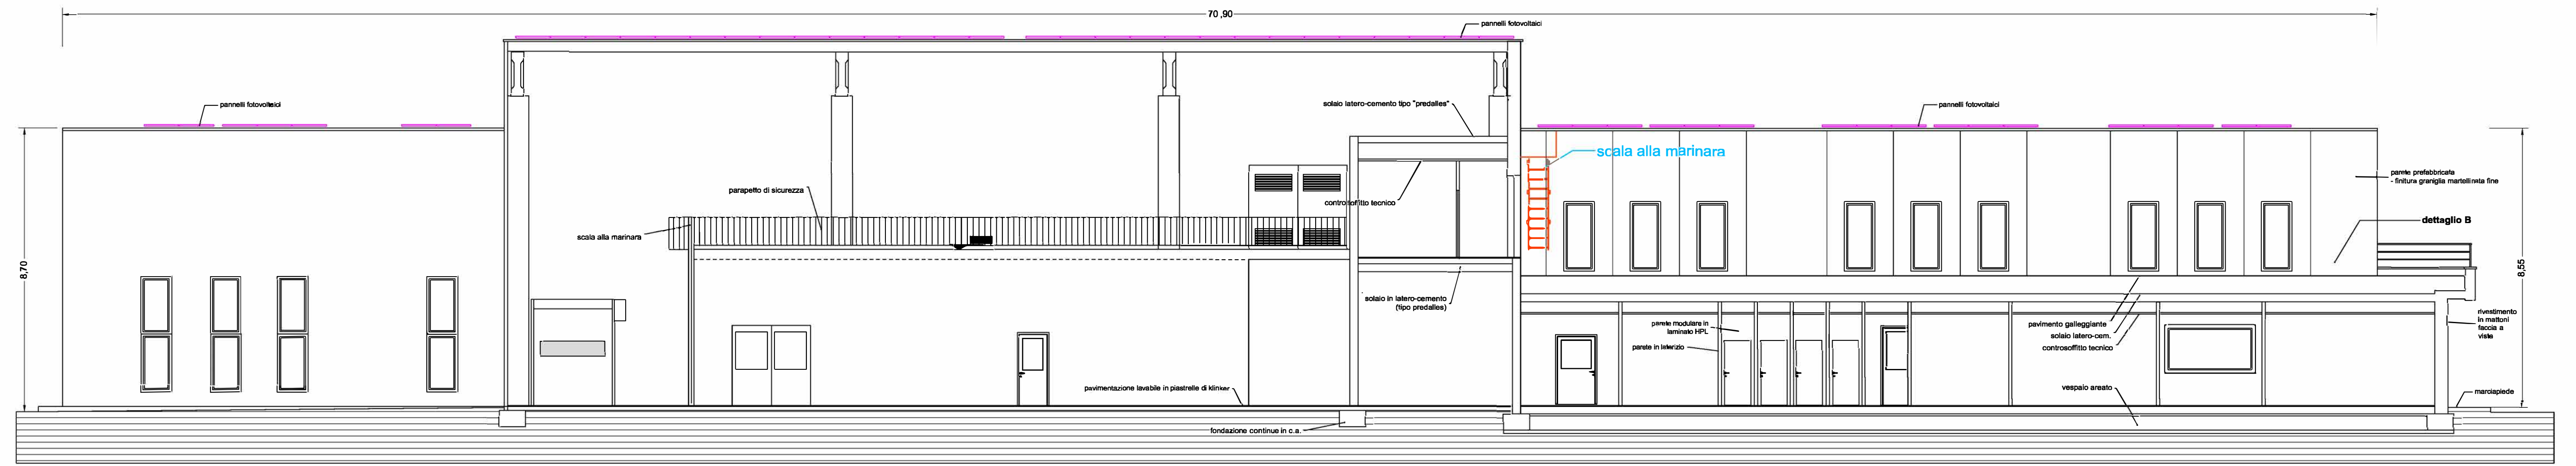 70 ,90
pannelli fotovoltaici
pannelli fotovoltaici
solaio latero-cemento tipo "predalles"
pannelli fotovoltaici
scala alla marinara
parete prefabbricata
- finitura graniglia martellinata fine
parapetto di sicurezza
controsoffitto tecnico
dettaglio B
scala alla marinara
8,70
8,55
solaio in latero-cemento
(tipo predalles)
parete modulare in
laminato HPL
pavimento galleggiante
solaio latero-cem.
controsoffitto tecnico
rivestimento
in mattoni
faccia a
vista
parete in laterizio
pavimentazione lavabile in piastrelle di klinker
vespaio areato
marciapiede
fondazione continue in c.a.